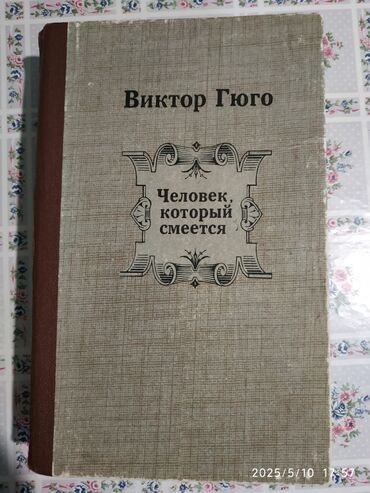 Виктор Гюго
Человек,
который
смеется
2025/5/10 17:57